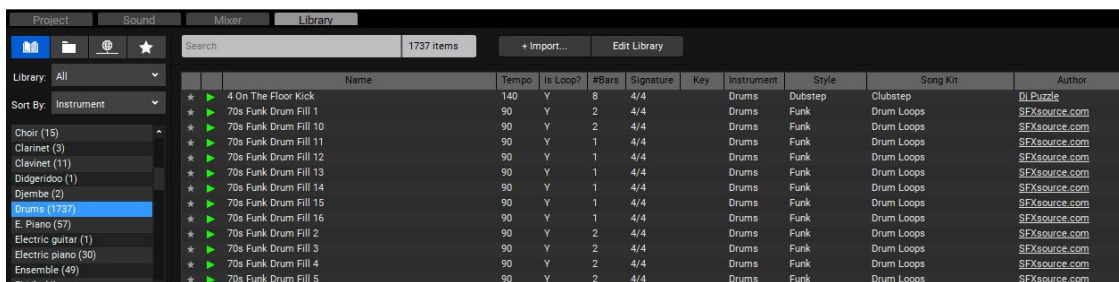 Project Sound Mixer Library
Search 1737 items + Import... Edit Library
Library: All
Sort By: Instrument
Choir (15)
Clarinet (3)
Clavinet (11)
Didgeridoo (1)
Djembe (2)
Drums (1737)
E. Piano (57)
Electric guitar (1)
Electric piano (30)
Ensemble (49)
Name Tempo Is Loop? #Bars Signature Key Instrument Style Song Kit Author
4 On The Floor Kick 140 Y 8 4/4 Drums Dubstep Clubstep Dj Puzzle
70s Funk Drum Fill 1 90 Y 2 4/4 Drums Funk Drum Loops SFXsource.com
70s Funk Drum Fill 10 90 Y 2 4/4 Drums Funk Drum Loops SFXsource.com
70s Funk Drum Fill 11 90 Y 1 4/4 Drums Funk Drum Loops SFXsource.com
70s Funk Drum Fill 12 90 Y 1 4/4 Drums Funk Drum Loops SFXsource.com
70s Funk Drum Fill 13 90 Y 1 4/4 Drums Funk Drum Loops SFXsource.com
70s Funk Drum Fill 14 90 Y 1 4/4 Drums Funk Drum Loops SFXsource.com
70s Funk Drum Fill 15 90 Y 1 4/4 Drums Funk Drum Loops SFXsource.com
70s Funk Drum Fill 16 90 Y 1 4/4 Drums Funk Drum Loops SFXsource.com
70s Funk Drum Fill 2 90 Y 2 4/4 Drums Funk Drum Loops SFXsource.com
70s Funk Drum Fill 3 90 Y 2 4/4 Drums Funk Drum Loops SFXsource.com
70s Funk Drum Fill 4 90 Y 2 4/4 Drums Funk Drum Loops SFXsource.com
70s Funk Drum Fill 5 90 Y 2 4/4 Drums Funk Drum Loops SFXsource.com